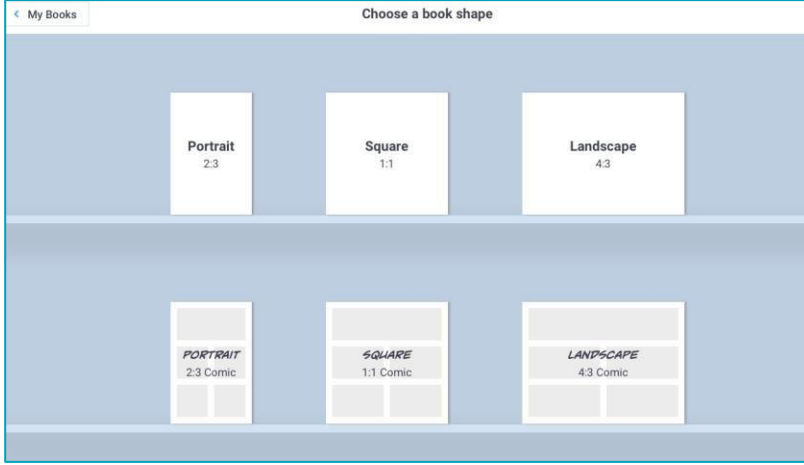 My Books
Choose a book shape
Portrait
2:3
Square
1:1
Landscape
4:3
PORTRAIT
2:3 Comic
SQUARE
1:1 Comic
LANDSCAPE
4:3 Comic